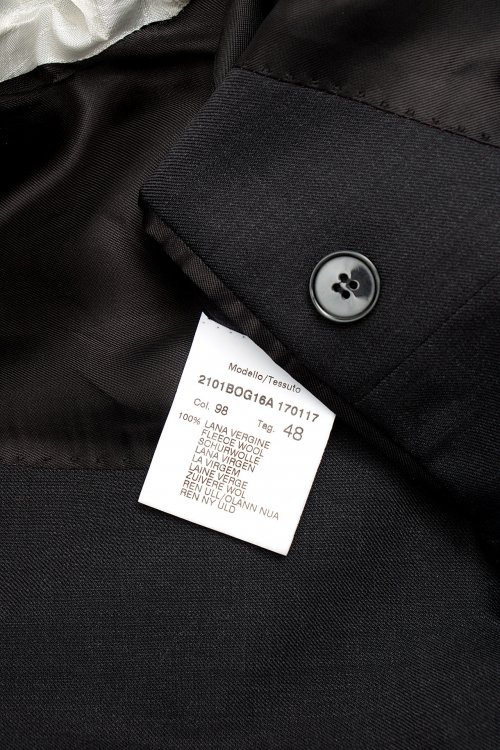 Modello/Tessuto
2101BOG16A 170117
Col. 98 Tag. 48
100% LANA VERGINE
FLEECE WOOL
SCHURWOLLE
LANA VIRGEN
LA VIRGEM
LAINE VERGE
ZUIVERE WOL
REN ULL/OLANN NUA
REN NY ULD